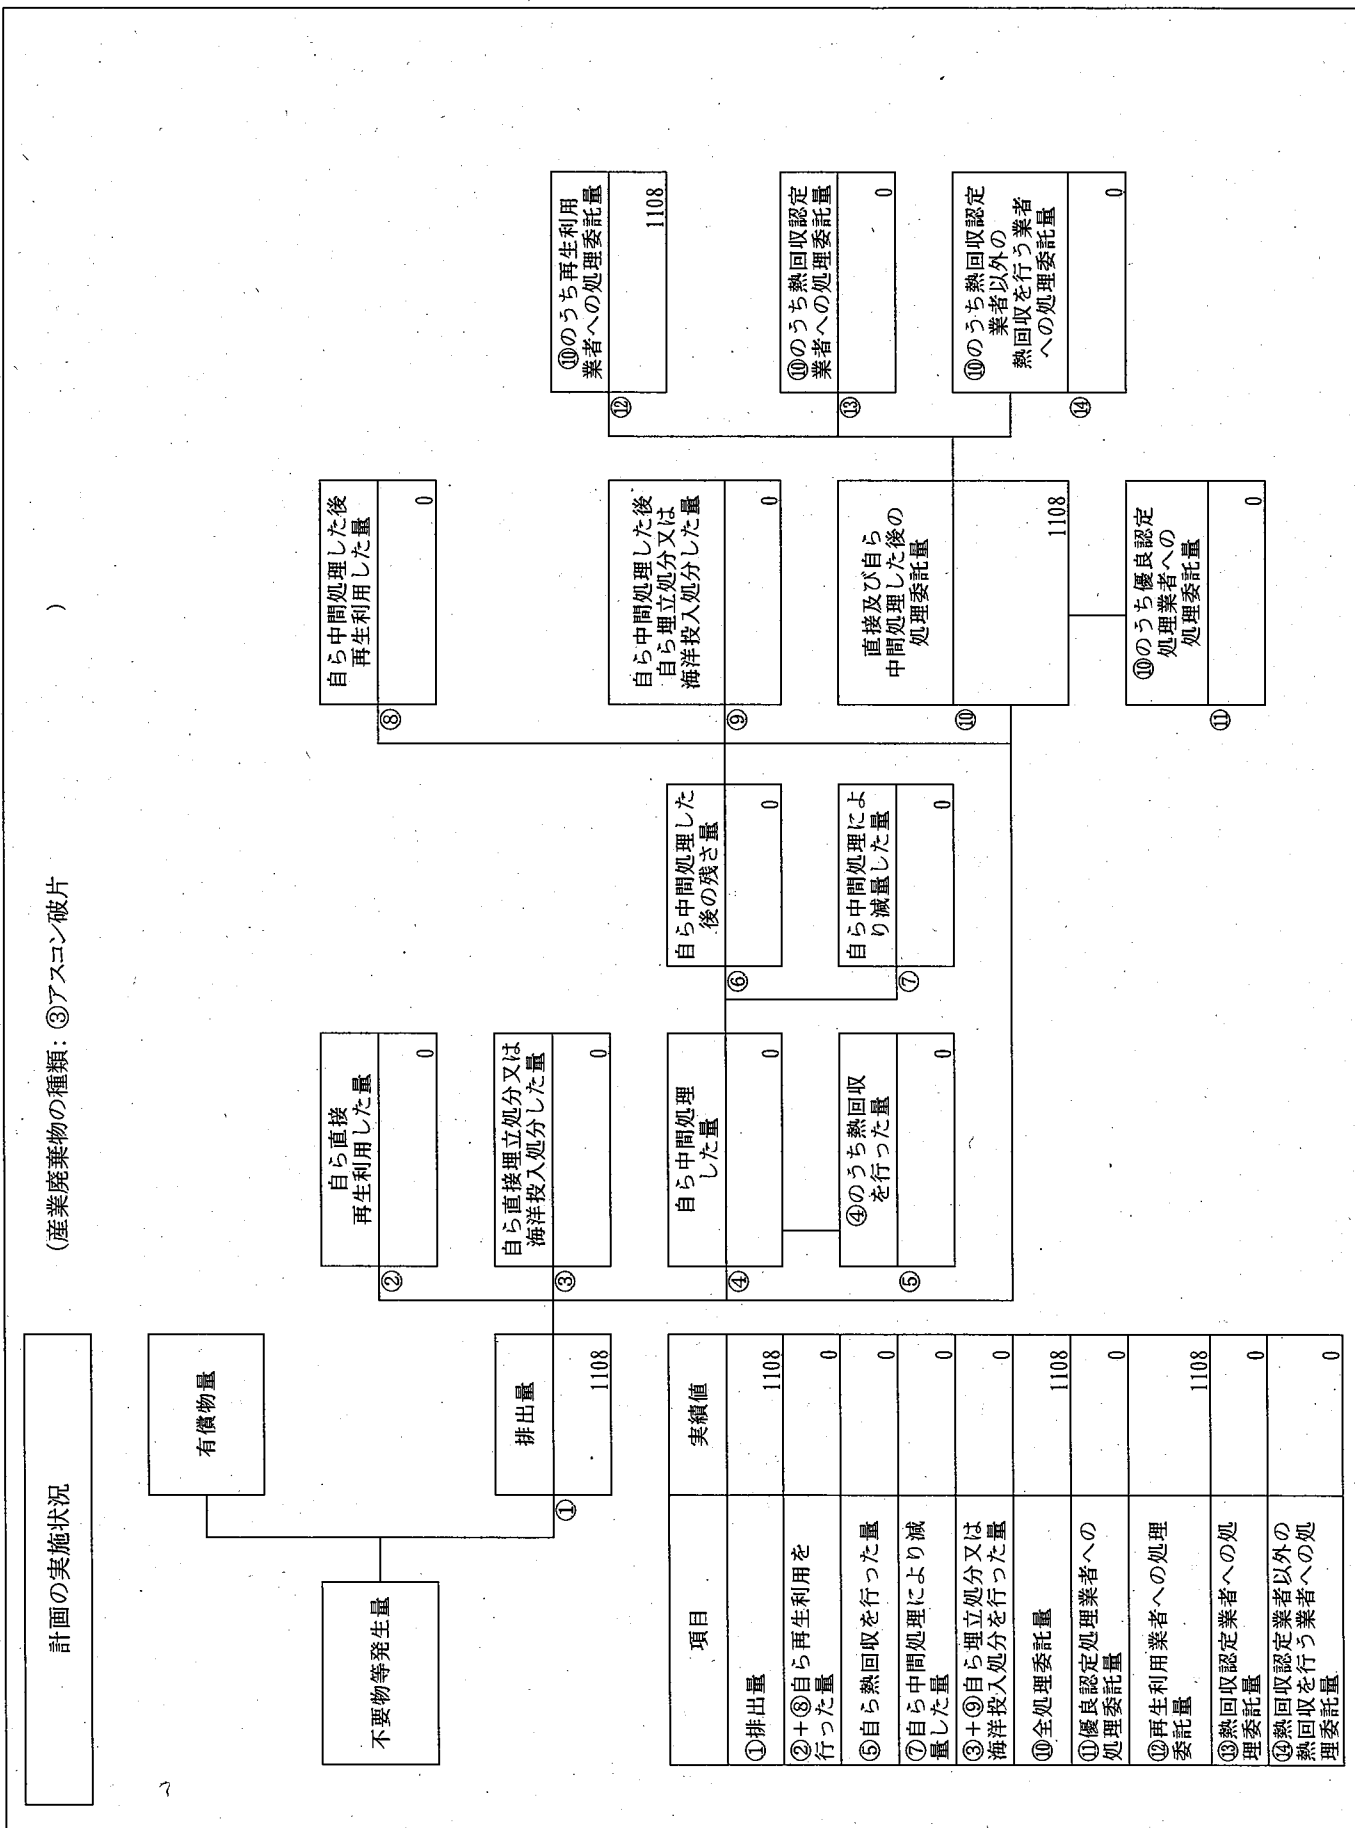 計画の実施状況
(産業廃棄物の種類：③アスコン破片 )
不要物等発生量
有償物量
①
排出量
1108
②
自ら直接
再生利用した量
0
③
自ら直接埋立処分又は
海洋投入処分した量
0
④
自ら中間処理
した量
0
⑤
④のうち熱回収
を行った量
0
⑥
自ら中間処理した
後の残さ量
0
⑦
自ら中間処理によ
り減量した量
0
⑧
自ら中間処理した後
再生利用した量
0
⑨
自ら中間処理した後
自ら埋立処分又は
海洋投入処分した量
0
⑩
直接及び自ら
中間処理した後の
処理委託量
1108
⑪
⑩のうち優良認定
処理業者への
処理委託量
0
⑫
⑩のうち再生利用
業者への処理委託量
1108
⑬
⑩のうち熱回収認定
業者への処理委託量
0
⑭
⑩のうち熱回収認定
業者以外の
熱回収を行う業者
への処理委託量
0
項目 実績値
①排出量 1108
②+⑧自ら再生利用を
行った量 0
⑤自ら熱回収を行った量 0
⑦自ら中間処理により減
量した量 0
③+⑨自ら埋立処分又は
海洋投入処分を行った量 0
⑩全処理委託量 1108
⑪優良認定処理業者への
処理委託量 0
⑫再生利用業者への処理
委託量 1108
⑬熱回収認定業者への処
理委託量 0
⑭熱回収認定業者以外の
熱回収を行う業者への処
理委託量 0